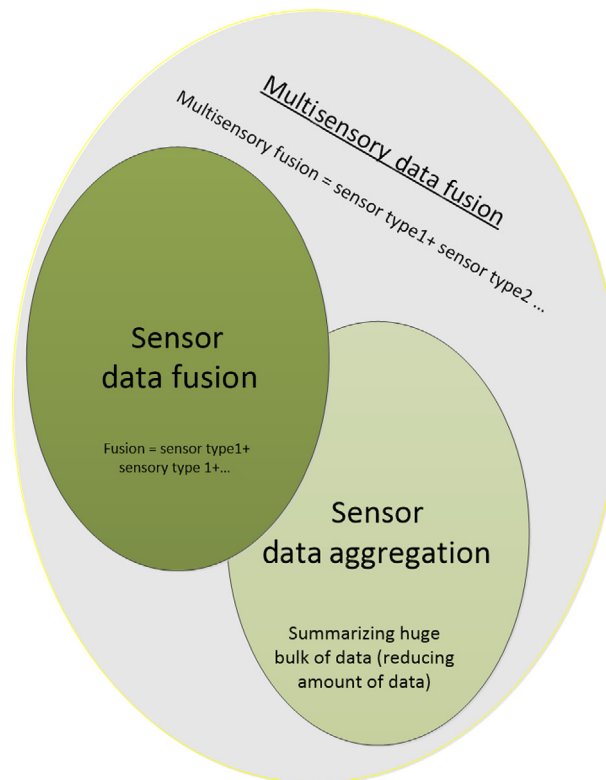 Multisensory data fusion
Multisensory fusion = sensor type1+ sensor type2 ...
Sensor
data fusion
Fusion = sensor type1+
sensory type 1+...
Sensor
data aggregation
Summarizing huge
bulk of data (reducing
amount of data)